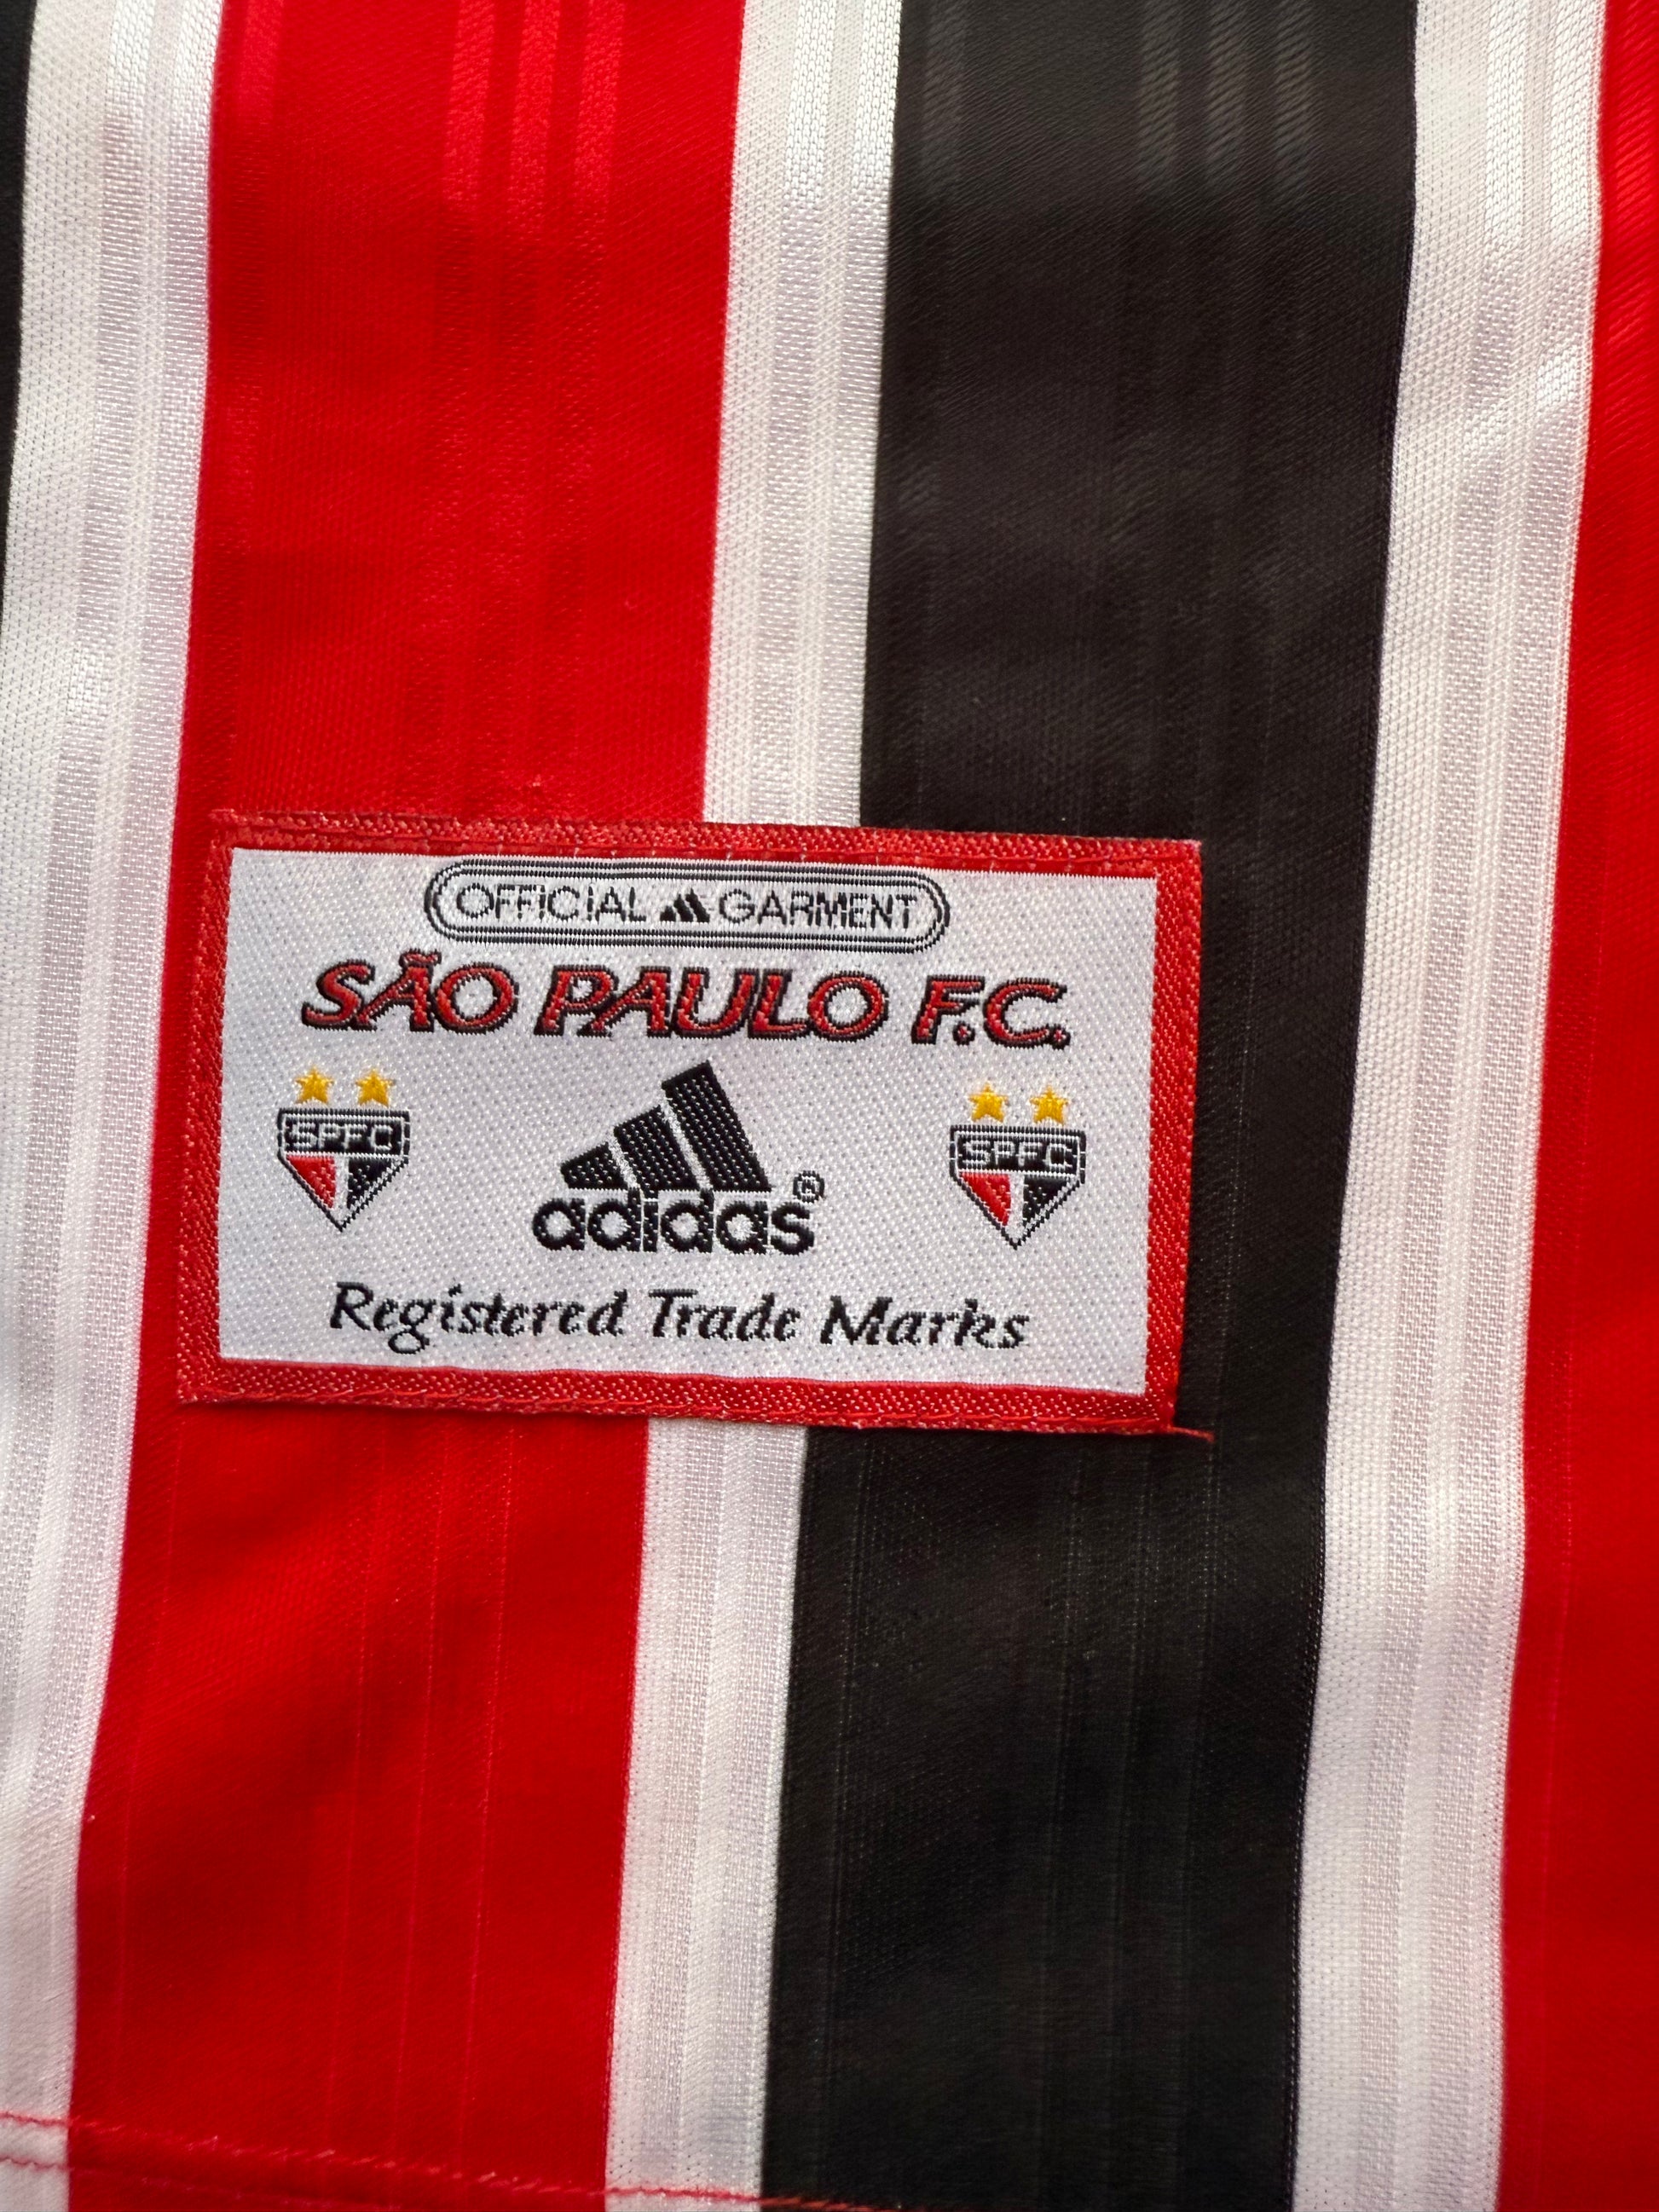 OFFICIAL GARMENT
SÃO PAULO F.C.
SPFC
adidas®
SPFC
Registered Trade Marks